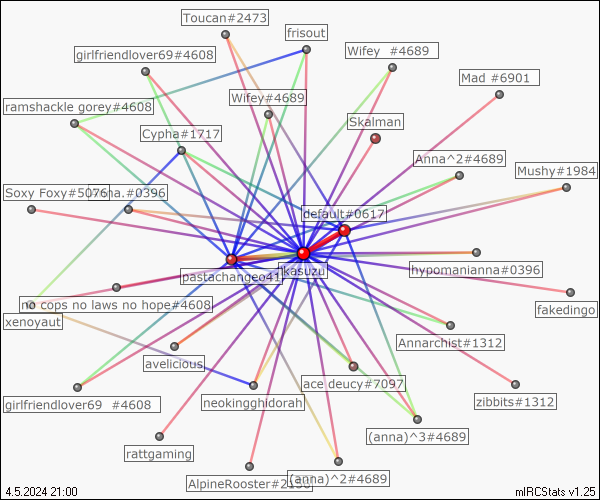 Toucan#2473
frisout
girlfriendlover69#4608
Wifey  #4689
Mad #6901
Wifey#4689
ramshackle gorey#4608
Skalman
Cypha#1717
Anna^2#4689
Mushy#1984
Soxy Foxy#5076
#0396
default#0617
pastachangeo41
kasuzu
hypomanianna#0396
no cops no laws no hope#4608
fakedingo
xenoyaut
Annarchist#1312
avelicious
ace deucy#7097
girlfriendlover69  #4608
neokingghidorah
zibbits#1312
(anna)^3#4689
rattgaming
AlpineRooster#
(anna)^2#4689
4.5.2024 21:00
mIRCStats v1.25